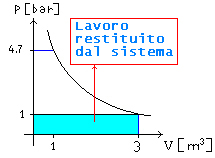 P [bar]
Lavoro
restituito
dal sistema
4.7
1
1
3
V [m³]